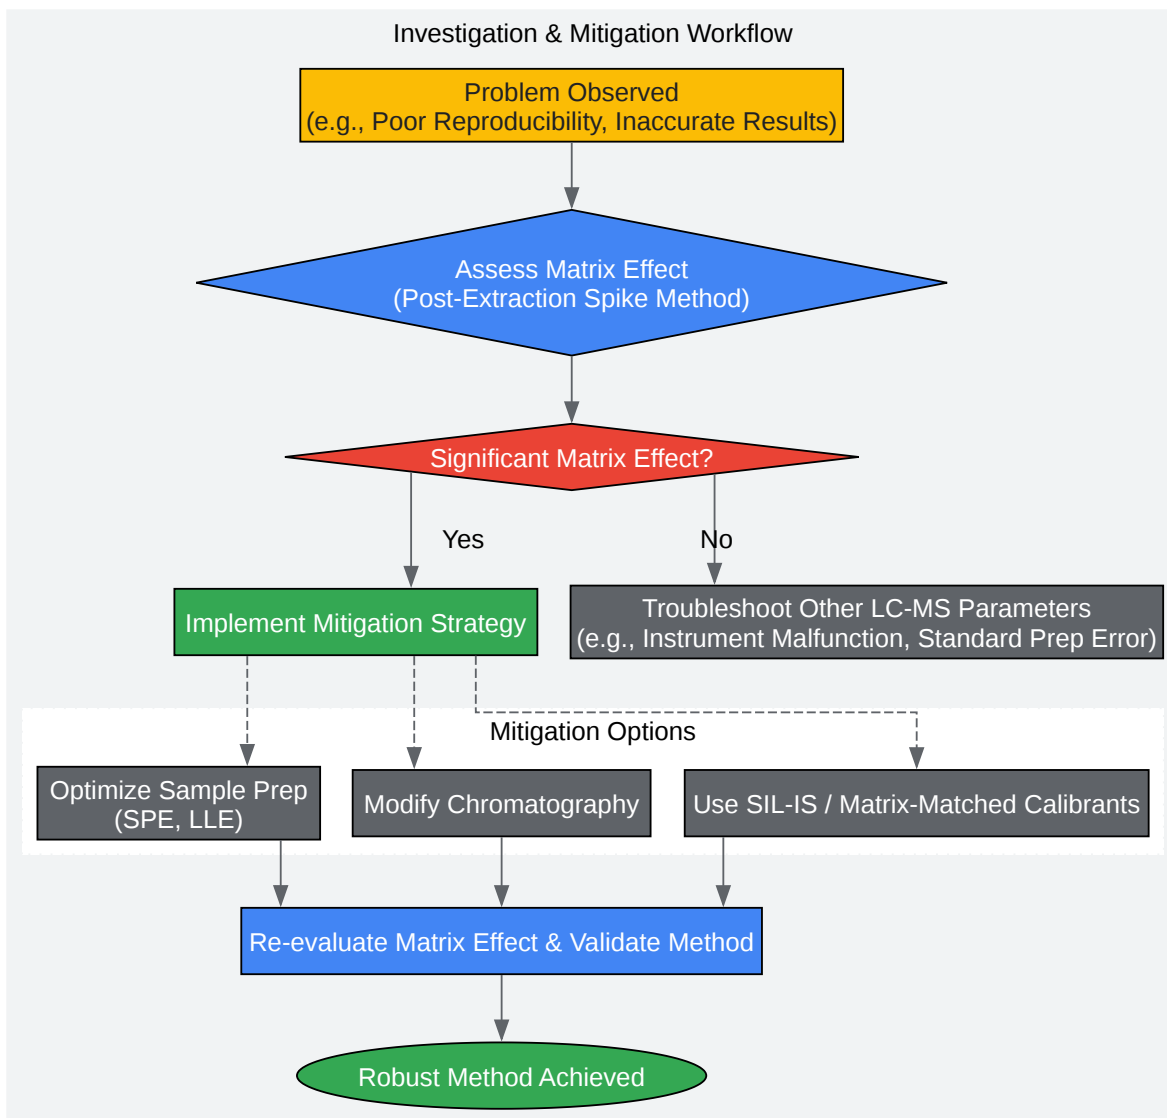 Investigation & Mitigation Workflow
Problem Observed
(e.g., Poor Reproducibility, Inaccurate Results)
Assess Matrix Effect
(Post-Extraction Spike Method)
Significant Matrix Effect?
Yes
No
Implement Mitigation Strategy
Troubleshoot Other LC-MS Parameters
(e.g., Instrument Malfunction, Standard Prep Error)
Mitigation Options
Optimize Sample Prep
(SPE, LLE)
Modify Chromatography
Use SIL-IS / Matrix-Matched Calibrants
Re-evaluate Matrix Effect & Validate Method
Robust Method Achieved